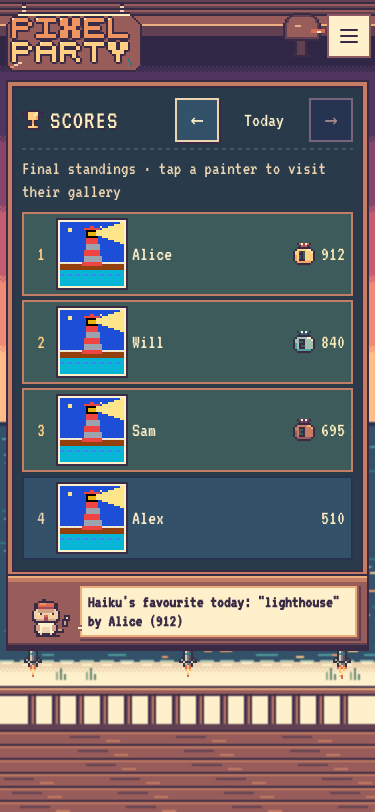 PIXEL
PARTY
SCORES
← Today →
Final standings · tap a painter to visit
their gallery
1 Alice 912
2 Will 840
3 Sam 695
4 Alex 510
Haiku's favourite today: "lighthouse"
by Alice (912)